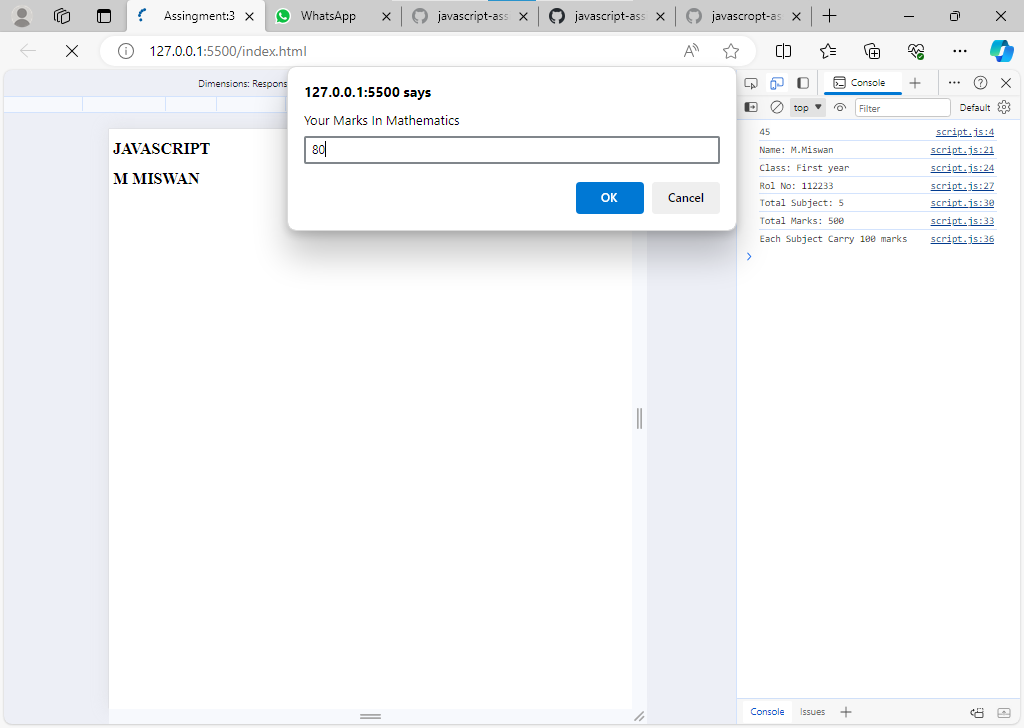 Assingment:3
WhatsApp
javascript-ass
javascript-ass
javascropt-as
127.0.0.1:5500/index.html
Dimensions: Respons
127.0.0.1:5500 says
Your Marks In Mathematics
80
OK
Cancel
JAVASCRIPT
M MISWAN
Console
top
Filter
Default
45 script.js:4
Name: M.Miswan script.js:21
Class: First year script.js:24
Rol No: 112233 script.js:27
Total Subject: 5 script.js:30
Total Marks: 500 script.js:33
Each Subject Carry 100 marks script.js:36
Console
Issues